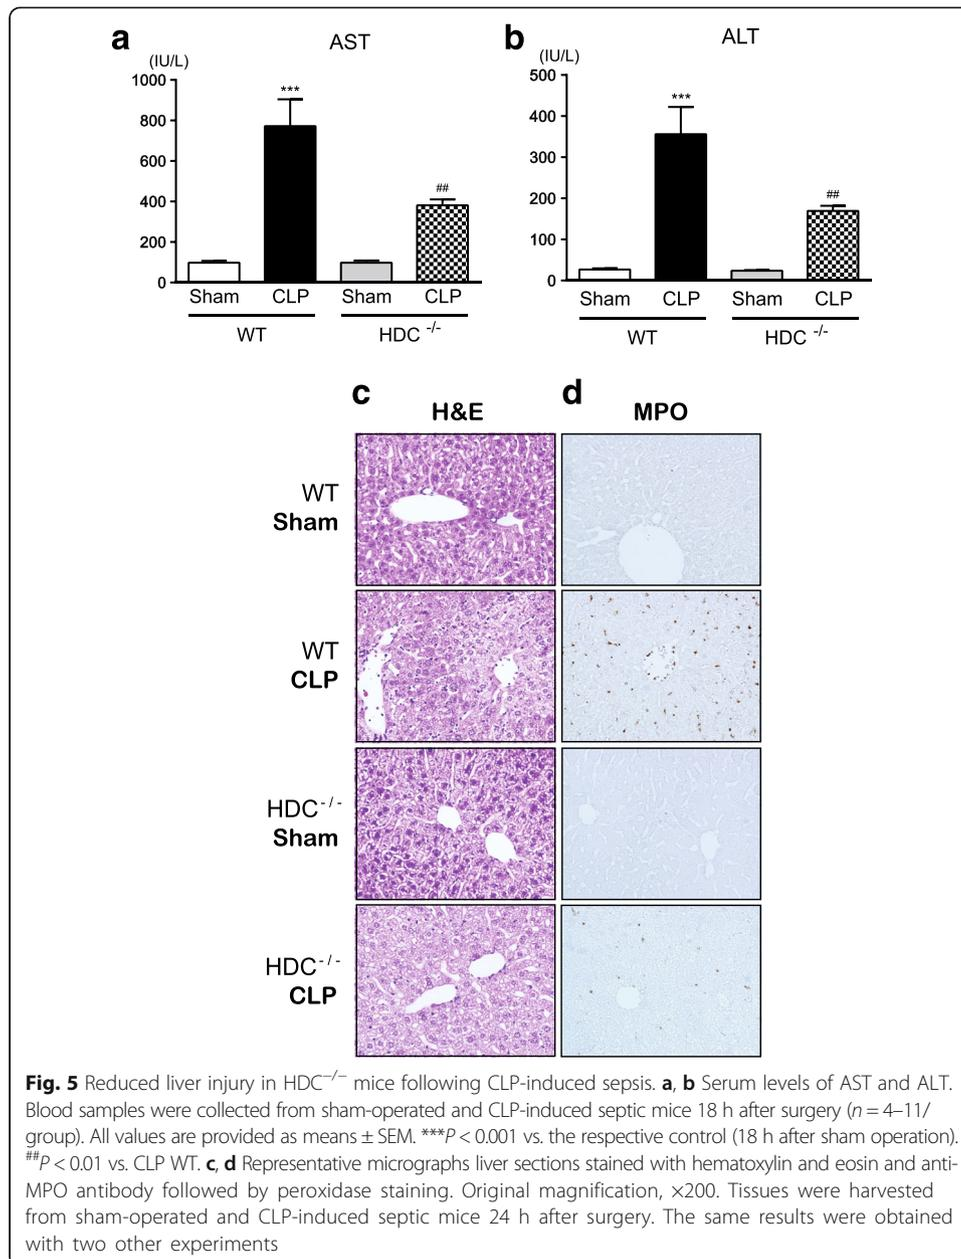 a
AST
(IU/L)
1000
800
600
400
200
0
***
##
Sham CLP Sham CLP
WT HDC -/-
b
ALT
(IU/L)
500
400
300
200
100
0
***
##
Sham CLP Sham CLP
WT HDC -/-
c d
H&E MPO
WT
Sham
WT
CLP
HDC-/-
Sham
HDC-/-
CLP
Fig. 5 Reduced liver injury in HDC−/− mice following CLP-induced sepsis. a, b Serum levels of AST and ALT.
Blood samples were collected from sham-operated and CLP-induced septic mice 18 h after surgery (n = 4–11/
group). All values are provided as means ± SEM. ***P < 0.001 vs. the respective control (18 h after sham operation).
##P < 0.01 vs. CLP WT. c, d Representative micrographs liver sections stained with hematoxylin and eosin and anti-
MPO antibody followed by peroxidase staining. Original magnification, ×200. Tissues were harvested
from sham-operated and CLP-induced septic mice 24 h after surgery. The same results were obtained
with two other experiments